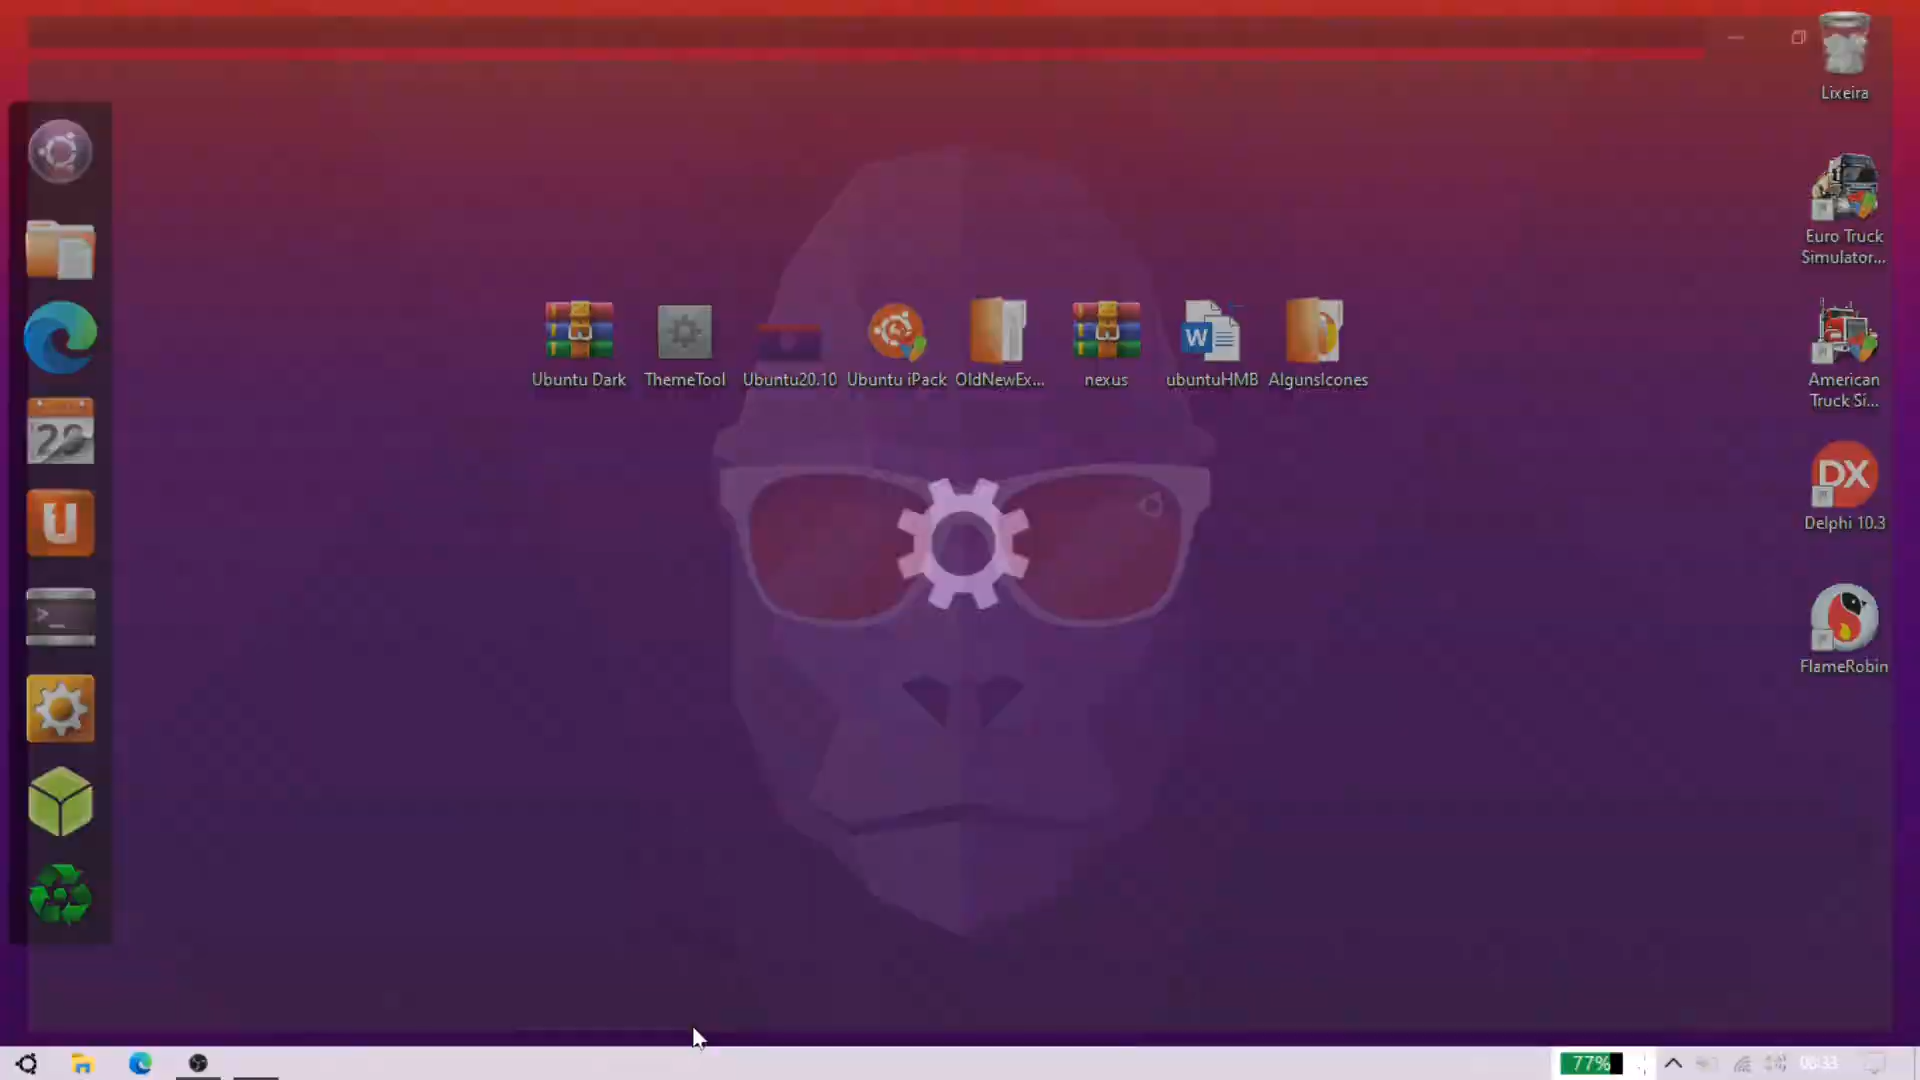 Lixeira
Euro Truck
Simulator...
Ubuntu Dark
ThemeTool
Ubuntu20.10
Ubuntu iPack
OldNewEx...
nexus
W
ubuntuHMB
AlgunsIcones
American
Truck Si...
DX
Delphi 10.3
FlameRobin
U
>_
77%